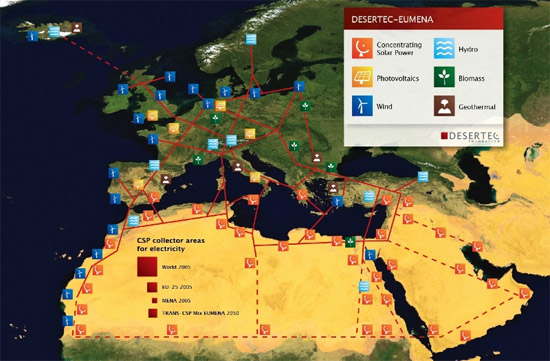 DESERTEC-EUMENA
Concentrating
Solar Power
Hydro
Photovoltaics
Biomass
Wind
Geothermal
DESERTEC
FOUNDATION
CSP collector areas
for electricity
World 2005
EU-25 2005
MENA 2005
TRANS-CSP Mix EUMENA 2050